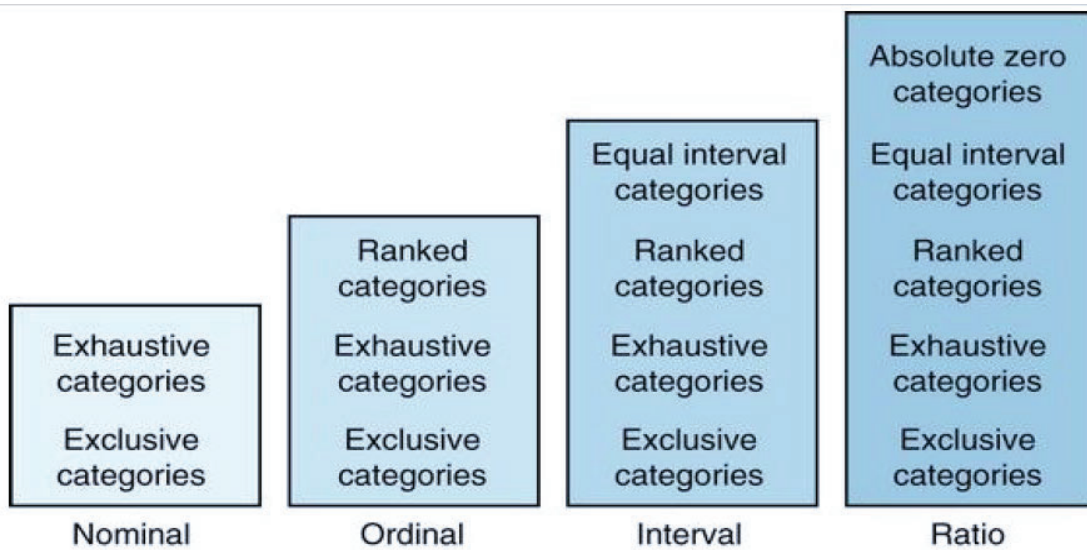 Exhaustive
categories
Exclusive
categories
Nominal
Ranked
categories
Exhaustive
categories
Exclusive
categories
Ordinal
Equal interval
categories
Ranked
categories
Exhaustive
categories
Exclusive
categories
Interval
Absolute zero
categories
Equal interval
categories
Ranked
categories
Exhaustive
categories
Exclusive
categories
Ratio